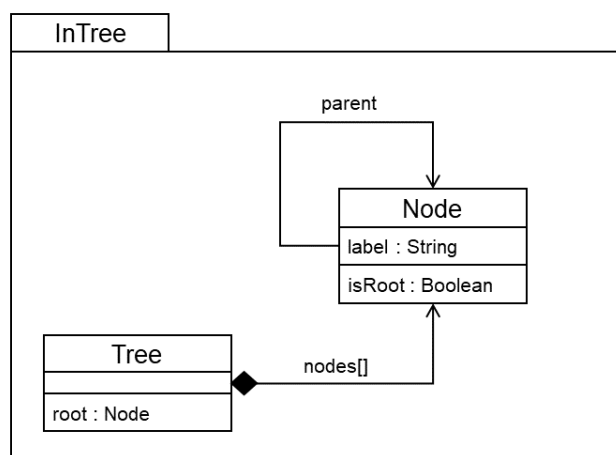 InTree
parent
Node
label : String
isRoot : Boolean
Tree
nodes[]
root : Node